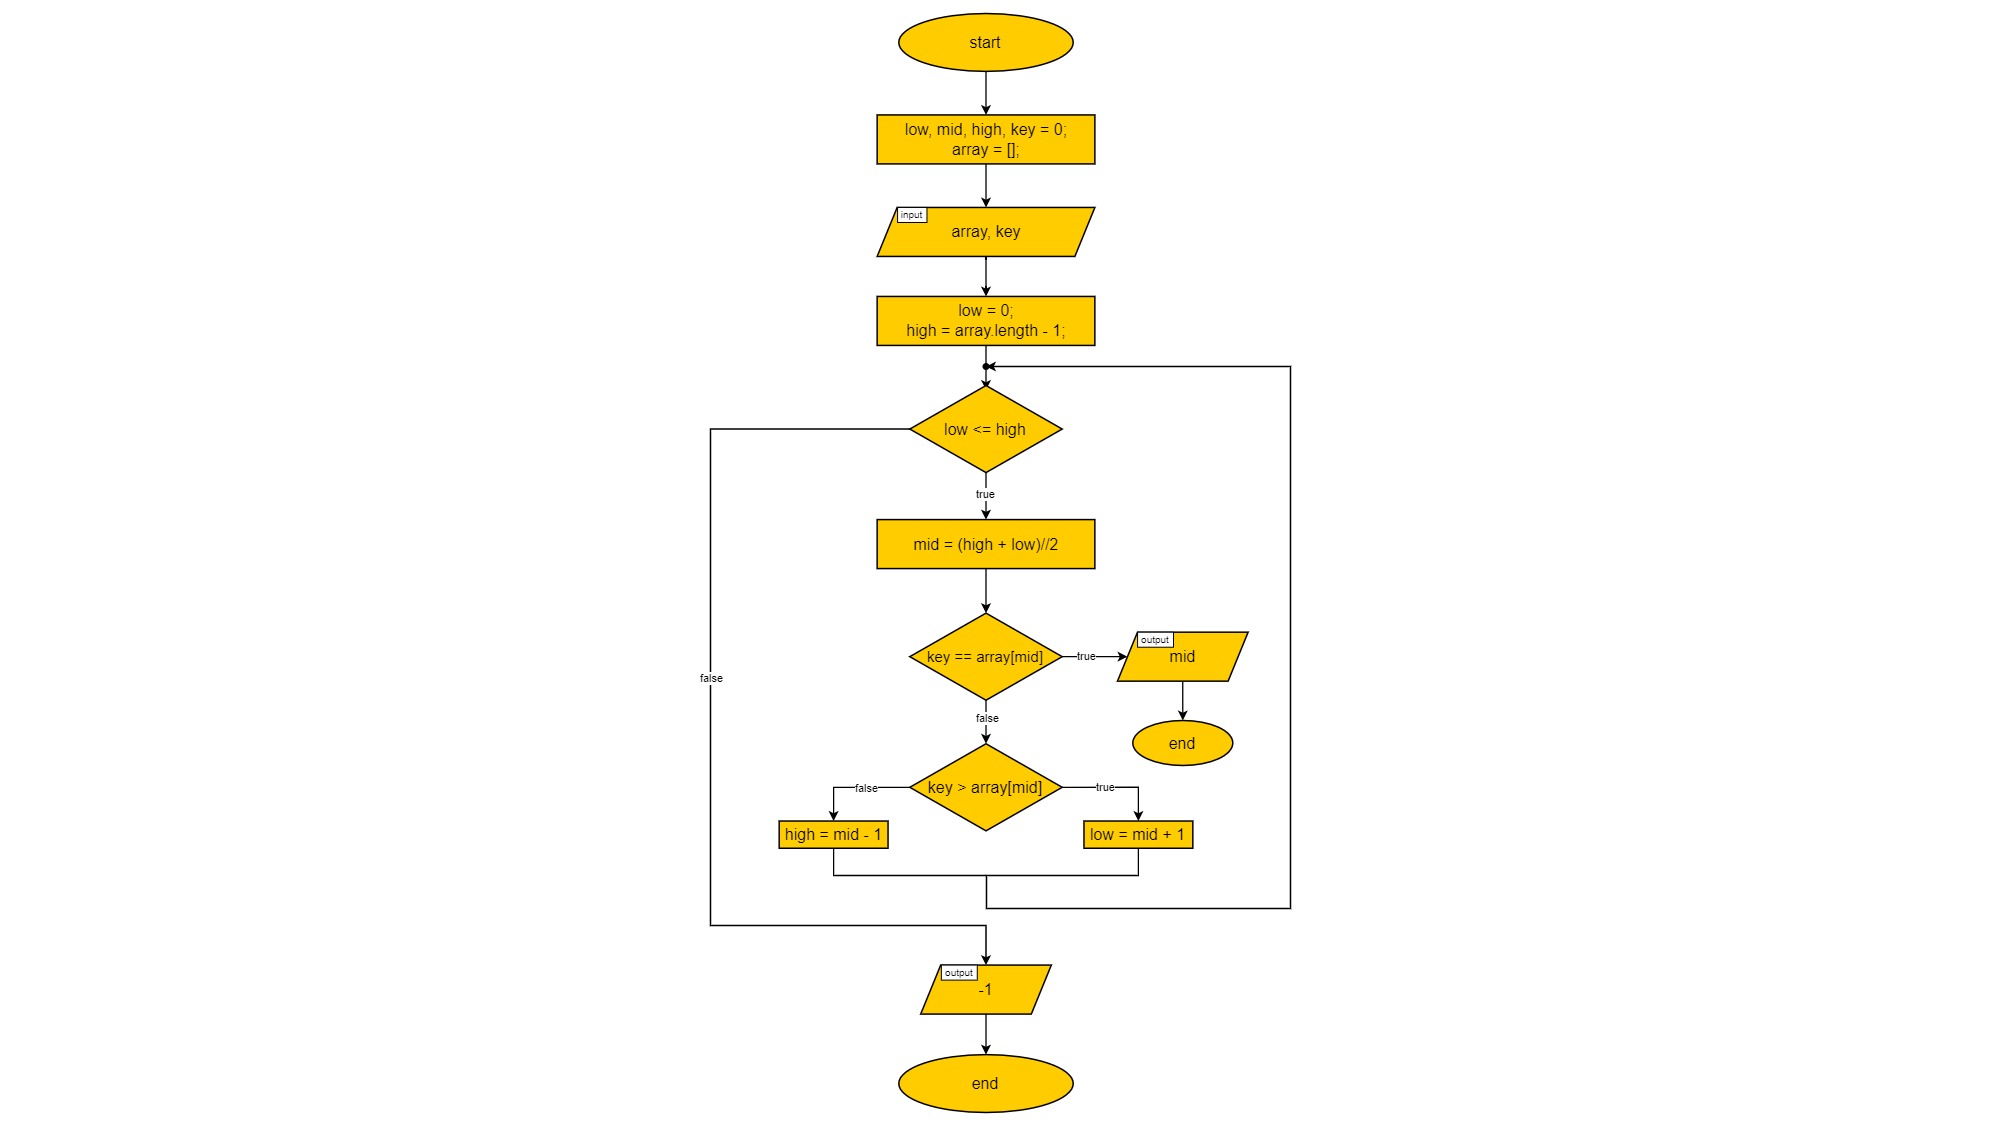 start
low, mid, high, key = 0;
array = [];
input
array, key
low = 0;
high = array.length - 1;
low <= high
true
mid = (high + low)//2
key == array[mid]
true
output
mid
false
false
end
key > array[mid]
false
true
high = mid - 1
low = mid + 1
output
-1
end